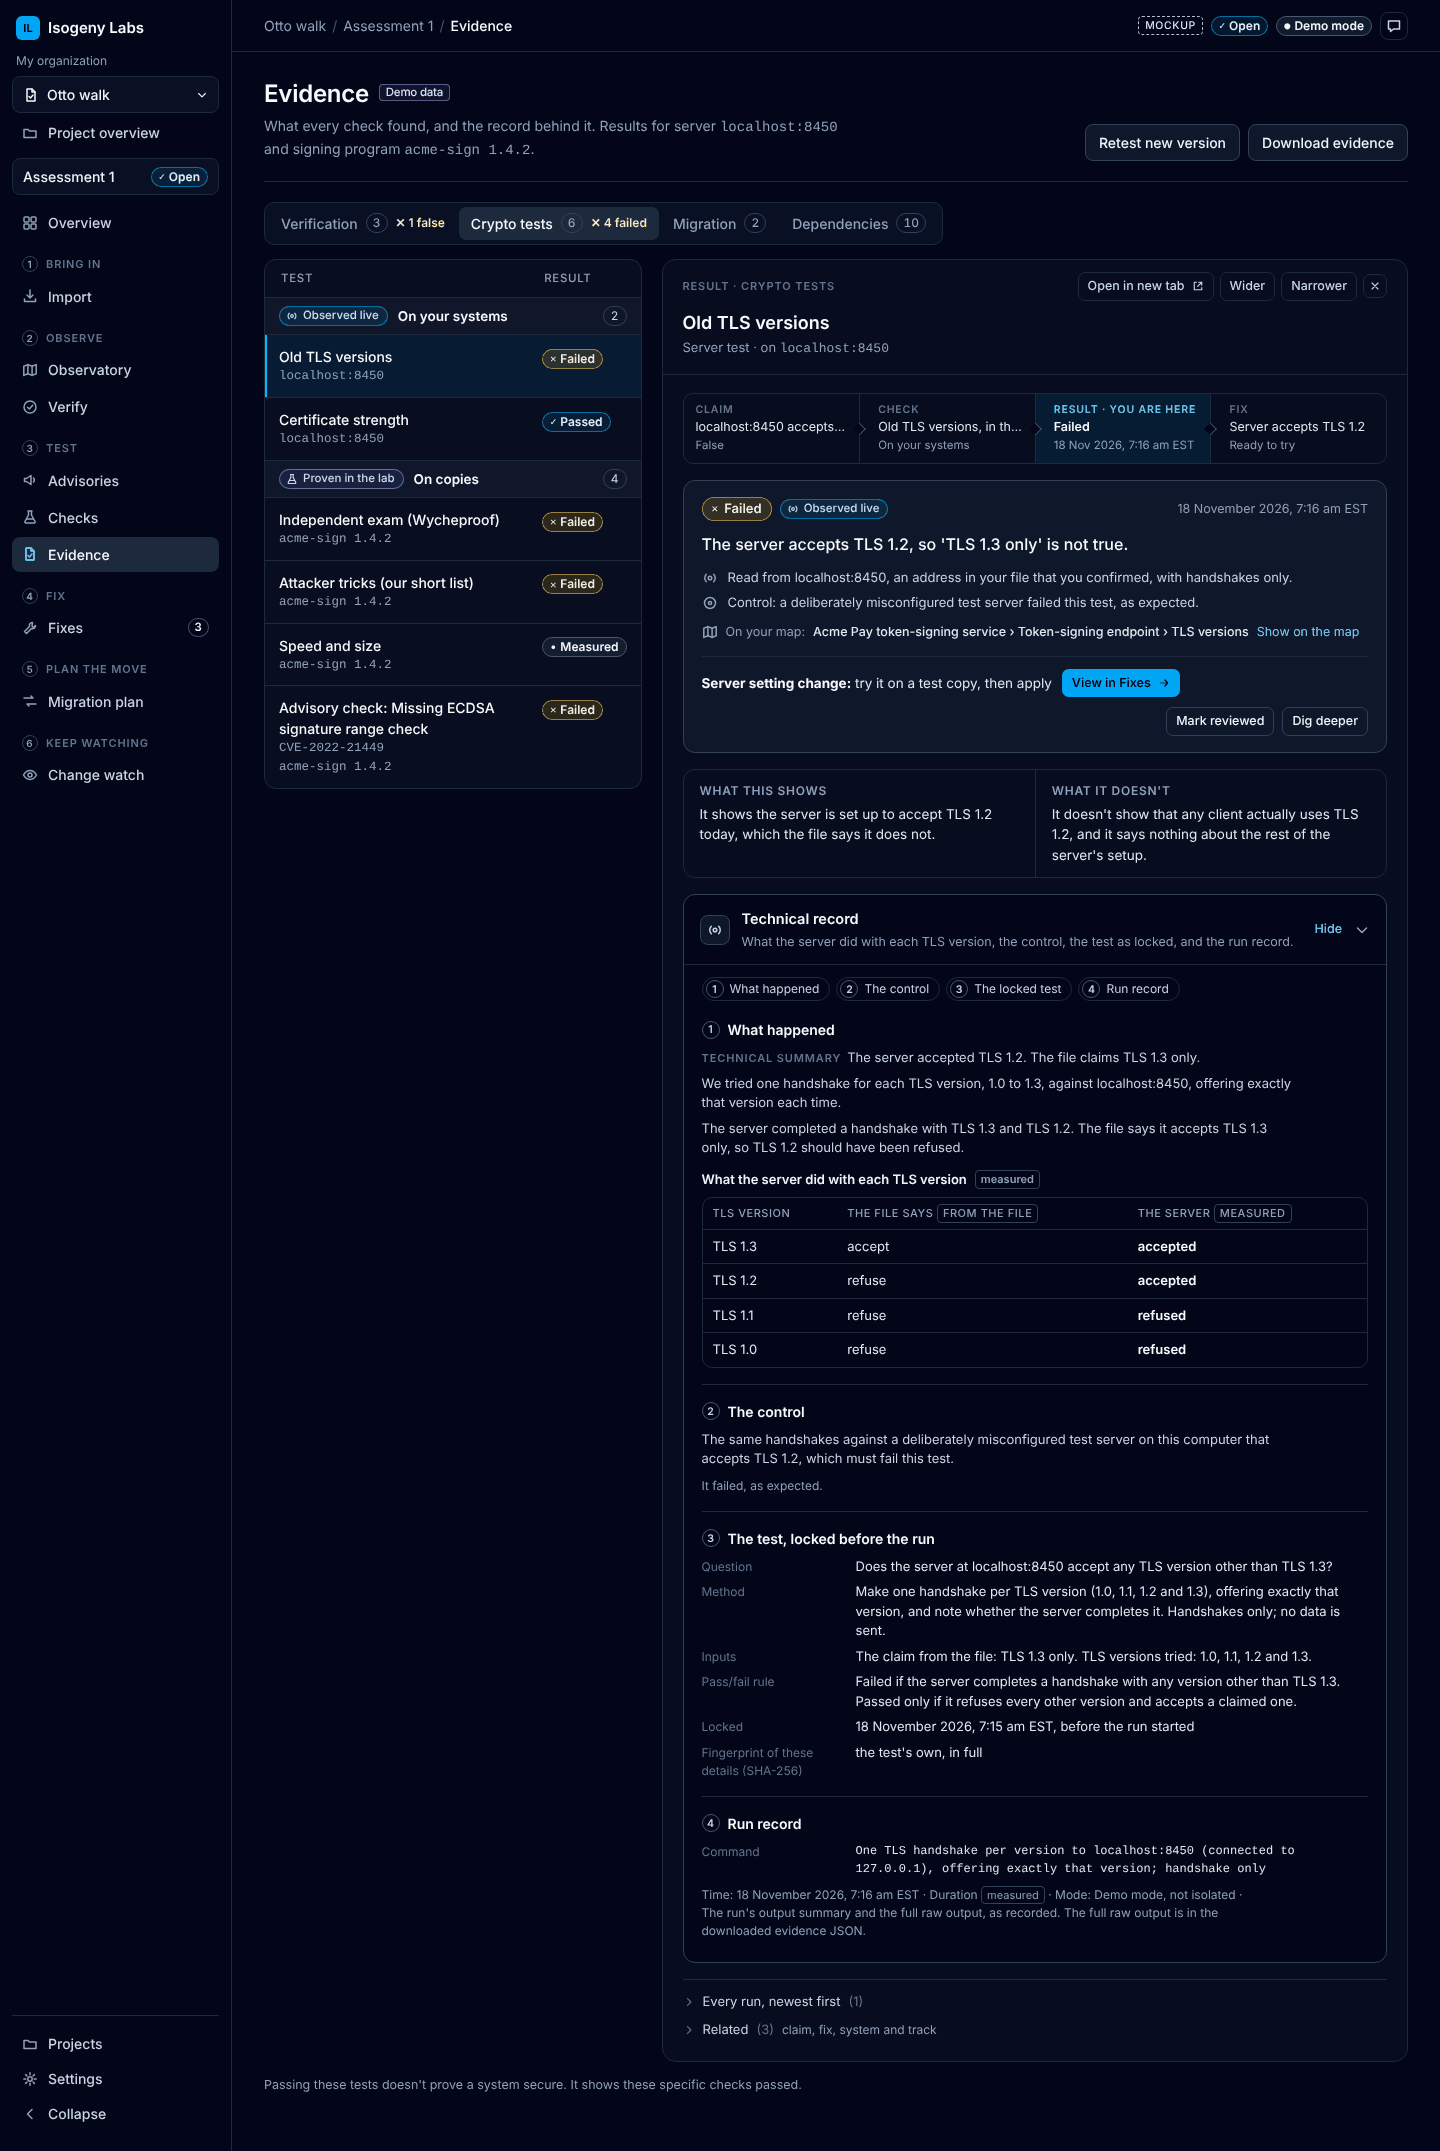 IL Isogeny Labs
My organization
Otto walk
Project overview
Assessment 1 ✓ Open
Overview
1 BRING IN
Import
2 OBSERVE
Observatory
Verify
3 TEST
Advisories
Checks
Evidence
4 FIX
Fixes 3
5 PLAN THE MOVE
Migration plan
6 KEEP WATCHING
Change watch
Projects
Settings
Collapse
Otto walk / Assessment 1 / Evidence
MOCKUP ✓ Open ● Demo mode
Evidence Demo data
What every check found, and the record behind it. Results for server localhost:8450
and signing program acme-sign 1.4.2.
Retest new version Download evidence
Verification 3 ✕ 1 false Crypto tests 6 ✕ 4 failed Migration 2 Dependencies 10
TEST RESULT
Observed live On your systems 2
Old TLS versions × Failed
localhost:8450
Certificate strength ✓ Passed
localhost:8450
Proven in the lab On copies 4
Independent exam (Wycheproof) × Failed
acme-sign 1.4.2
Attacker tricks (our short list) × Failed
acme-sign 1.4.2
Speed and size • Measured
acme-sign 1.4.2
Advisory check: Missing ECDSA × Failed
signature range check
CVE-2022-21449
acme-sign 1.4.2
RESULT · CRYPTO TESTS
Open in new tab Wider Narrower ×
Old TLS versions
Server test · on localhost:8450
CLAIM
localhost:8450 accepts...
False
CHECK
Old TLS versions, in th...
On your systems
RESULT · YOU ARE HERE
Failed
18 Nov 2026, 7:16 am EST
FIX
Server accepts TLS 1.2
Ready to try
× Failed Observed live 18 November 2026, 7:16 am EST
The server accepts TLS 1.2, so 'TLS 1.3 only' is not true.
Read from localhost:8450, an address in your file that you confirmed, with handshakes only.
Control: a deliberately misconfigured test server failed this test, as expected.
On your map: Acme Pay token-signing service › Token-signing endpoint › TLS versions Show on the map
Server setting change: try it on a test copy, then apply View in Fixes →
Mark reviewed Dig deeper
WHAT THIS SHOWS
It shows the server is set up to accept TLS 1.2
today, which the file says it does not.
WHAT IT DOESN'T
It doesn't show that any client actually uses TLS
1.2, and it says nothing about the rest of the
server's setup.
Technical record
What the server did with each TLS version, the control, the test as locked, and the run record.
Hide
1 What happened 2 The control 3 The locked test 4 Run record
1 What happened
TECHNICAL SUMMARY The server accepted TLS 1.2. The file claims TLS 1.3 only.
We tried one handshake for each TLS version, 1.0 to 1.3, against localhost:8450, offering exactly
that version each time.
The server completed a handshake with TLS 1.3 and TLS 1.2. The file says it accepts TLS 1.3
only, so TLS 1.2 should have been refused.
What the server did with each TLS version measured
TLS VERSION THE FILE SAYS FROM THE FILE THE SERVER MEASURED
TLS 1.3 accept accepted
TLS 1.2 refuse accepted
TLS 1.1 refuse refused
TLS 1.0 refuse refused
2 The control
The same handshakes against a deliberately misconfigured test server on this computer that
accepts TLS 1.2, which must fail this test.
It failed, as expected.
3 The test, locked before the run
Question Does the server at localhost:8450 accept any TLS version other than TLS 1.3?
Method Make one handshake per TLS version (1.0, 1.1, 1.2 and 1.3), offering exactly that
version, and note whether the server completes it. Handshakes only; no data is
sent.
Inputs The claim from the file: TLS 1.3 only. TLS versions tried: 1.0, 1.1, 1.2 and 1.3.
Pass/fail rule Failed if the server completes a handshake with any version other than TLS 1.3.
Passed only if it refuses every other version and accepts a claimed one.
Locked 18 November 2026, 7:15 am EST, before the run started
Fingerprint of these the test's own, in full
details (SHA-256)
4 Run record
Command One TLS handshake per version to localhost:8450 (connected to
127.0.0.1), offering exactly that version; handshake only
Time: 18 November 2026, 7:16 am EST · Duration measured · Mode: Demo mode, not isolated ·
The run's output summary and the full raw output, as recorded. The full raw output is in the
downloaded evidence JSON.
Every run, newest first (1)
Related (3) claim, fix, system and track
Passing these tests doesn't prove a system secure. It shows these specific checks passed.